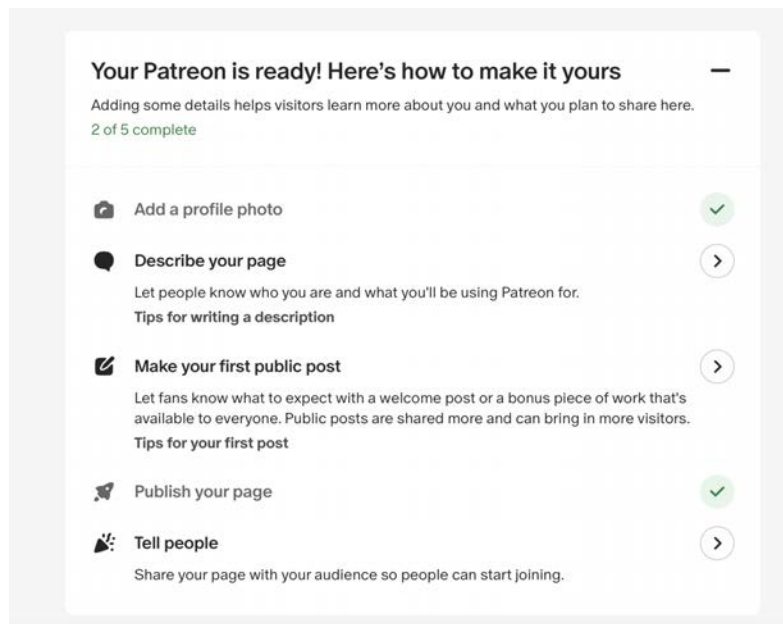 Your Patreon is ready! Here's how to make it yours
Adding some details helps visitors learn more about you and what you plan to share here.
2 of 5 complete
Add a profile photo
Describe your page
Let people know who you are and what you'll be using Patreon for.
Tips for writing a description
Make your first public post
Let fans know what to expect with a welcome post or a bonus piece of work that's
available to everyone. Public posts are shared more and can bring in more visitors.
Tips for your first post
Publish your page
Tell people
Share your page with your audience so people can start joining.